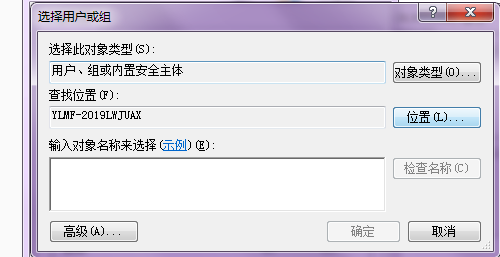 选择用户或组
选择此对象类型(S):
用户、组或内置安全主体
对象类型(O)...
查找位置(F):
YLMF-2019LWJUAX
位置(L)...
输入对象名称来选择(示例)(E):
检查名称(C)
高级(A)...
确定
取消